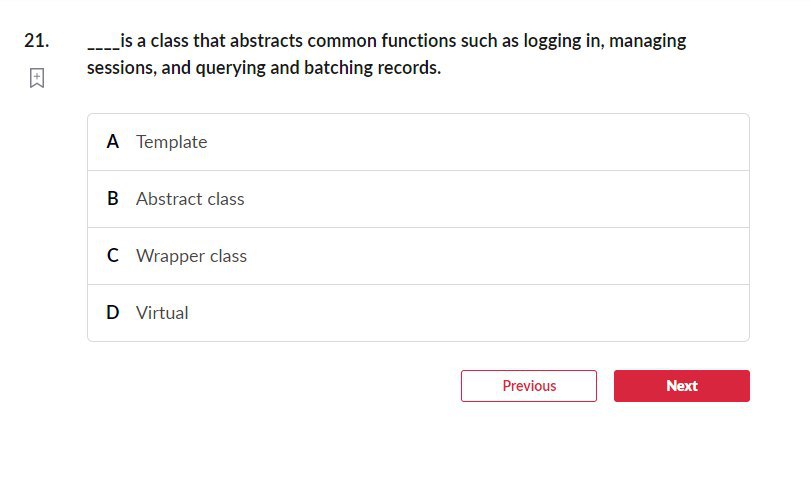 21. ____is a class that abstracts common functions such as logging in, managing
sessions, and querying and batching records.
A Template
B Abstract class
C Wrapper class
D Virtual
Previous Next